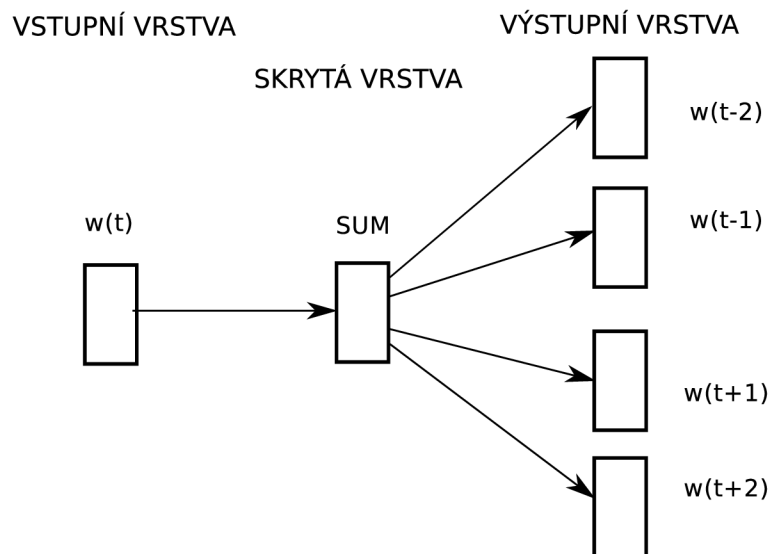 VSTUPNÍ VRSTVA
VÝSTUPNÍ VRSTVA
SKRYTÁ VRSTVA
w(t-2)
w(t-1)
w(t)
SUM
w(t+1)
w(t+2)